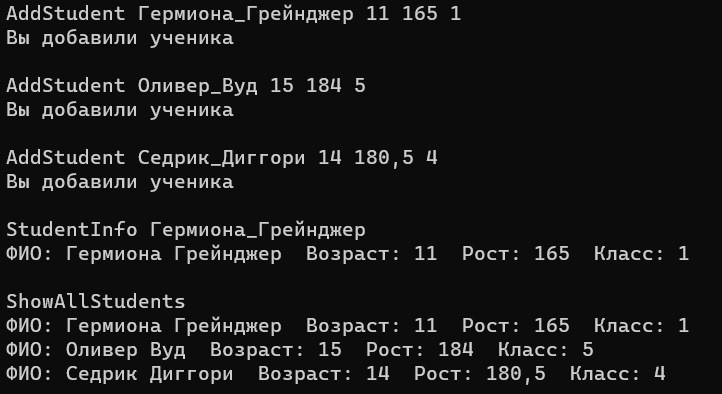 AddStudent Гермиона_Грейнджер 11 165 1
Вы добавили ученика
AddStudent Оливер_Вуд 15 184 5
Вы добавили ученика
AddStudent Седрик_Диггори 14 180,5 4
Вы добавили ученика
StudentInfo Гермиона_Грейнджер
ФИО: Гермиона Грейнджер  Возраст: 11  Рост: 165  Класс: 1
ShowAllStudents
ФИО: Гермиона Грейнджер  Возраст: 11  Рост: 165  Класс: 1
ФИО: Оливер Вуд  Возраст: 15  Рост: 184  Класс: 5
ФИО: Седрик Диггори  Возраст: 14  Рост: 180,5  Класс: 4